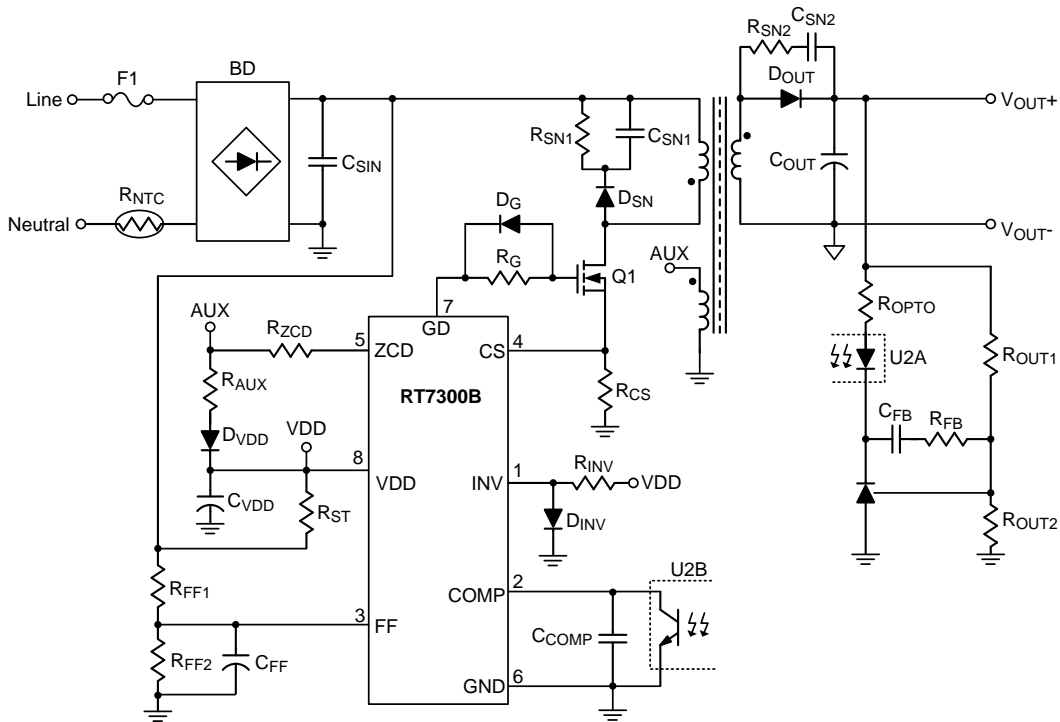 F1
BD
Line
Neutral
RNTC
CSIN
RSN1
CSN1
DSN
RSN2
CSN2
DOUT
COUT
VOUT+
VOUT-
DG
RG
Q1
AUX
7
GD
AUX
RZCD
5
ZCD
CS
4
RT7300B
RCS
RAUX
DVDD
VDD
8
VDD
CVDD
RST
INV
1
RINV
VDD
DINV
ROPTO
U2A
ROUT1
CFB
RFB
ROUT2
RFF1
3
FF
RFF2
CFF
COMP
2
U2B
CCOMP
GND
6